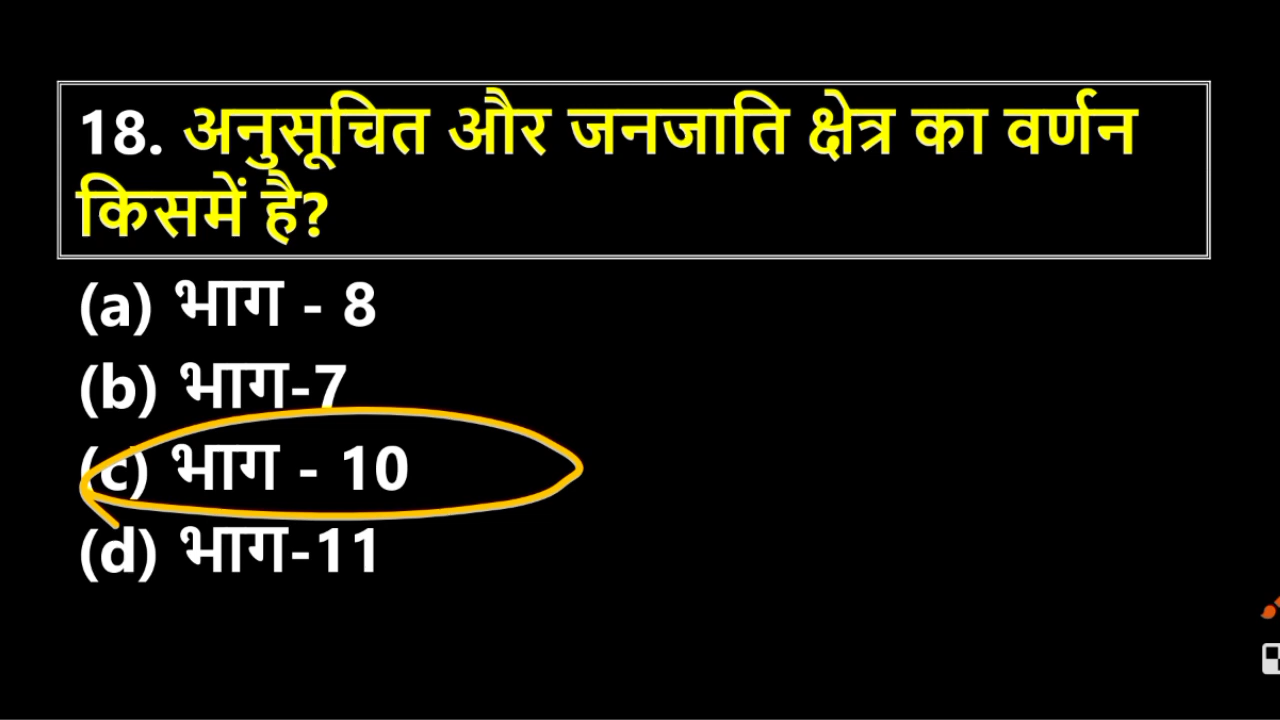 18. अनुसूचित और जनजाति क्षेत्र का वर्णन
किसमें है?
(a) भाग - 8
(b) भाग-7
(c) भाग - 10
(d) भाग-11